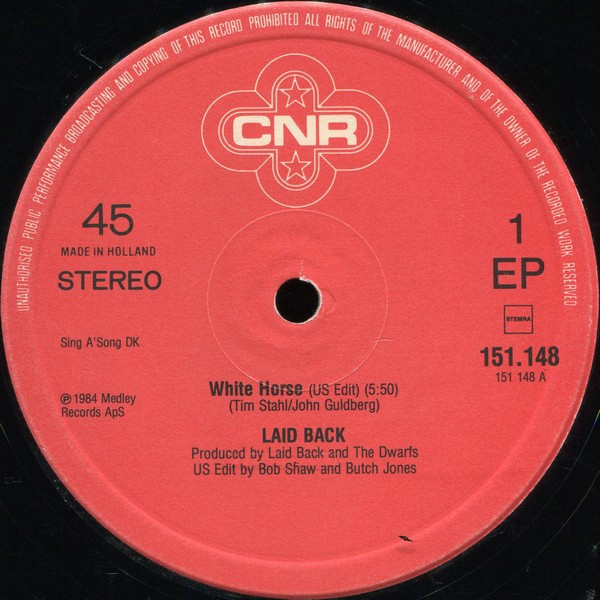 UNAUTHORISED PUBLIC PERFORMANCE BROADCASTING AND COPYING OF THIS RECORD PROHIBITED·ALL RIGHTS OF THE MANUFACTURER AND OF THE OWNER OF THE RECORDED WORK RESERVED
CNR
45
MADE IN HOLLAND
STEREO
1
EP
STEMRA
151.148
151 148 A
Sing A'Song DK
℗ 1984 Medley
Records ApS
White Horse (US Edit) (5:50)
(Tim Stahl/John Guldberg)
LAID BACK
Produced by Laid Back and The Dwarfs
US Edit by Bob Shaw and Butch Jones